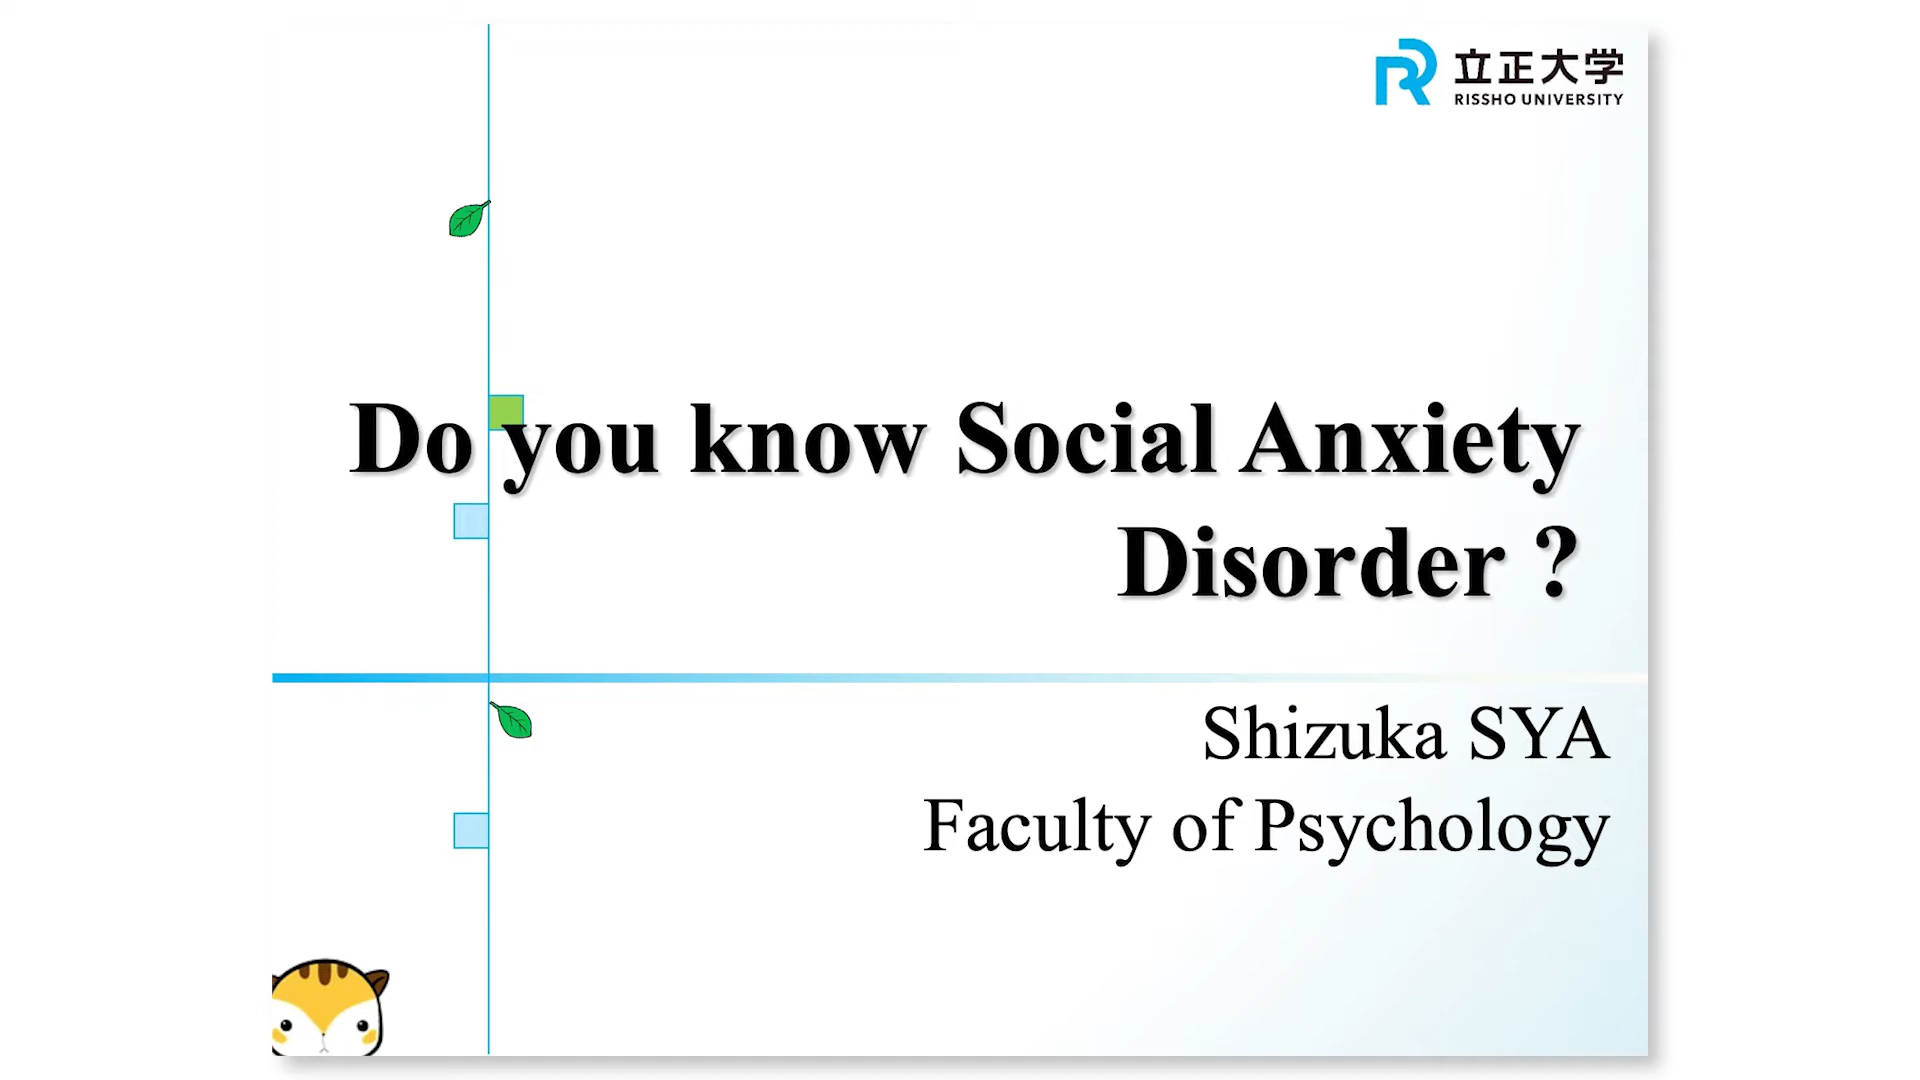 立正大学
RISSHO UNIVERSITY
Do you know Social Anxiety
Disorder ?
Shizuka SYA
Faculty of Psychology